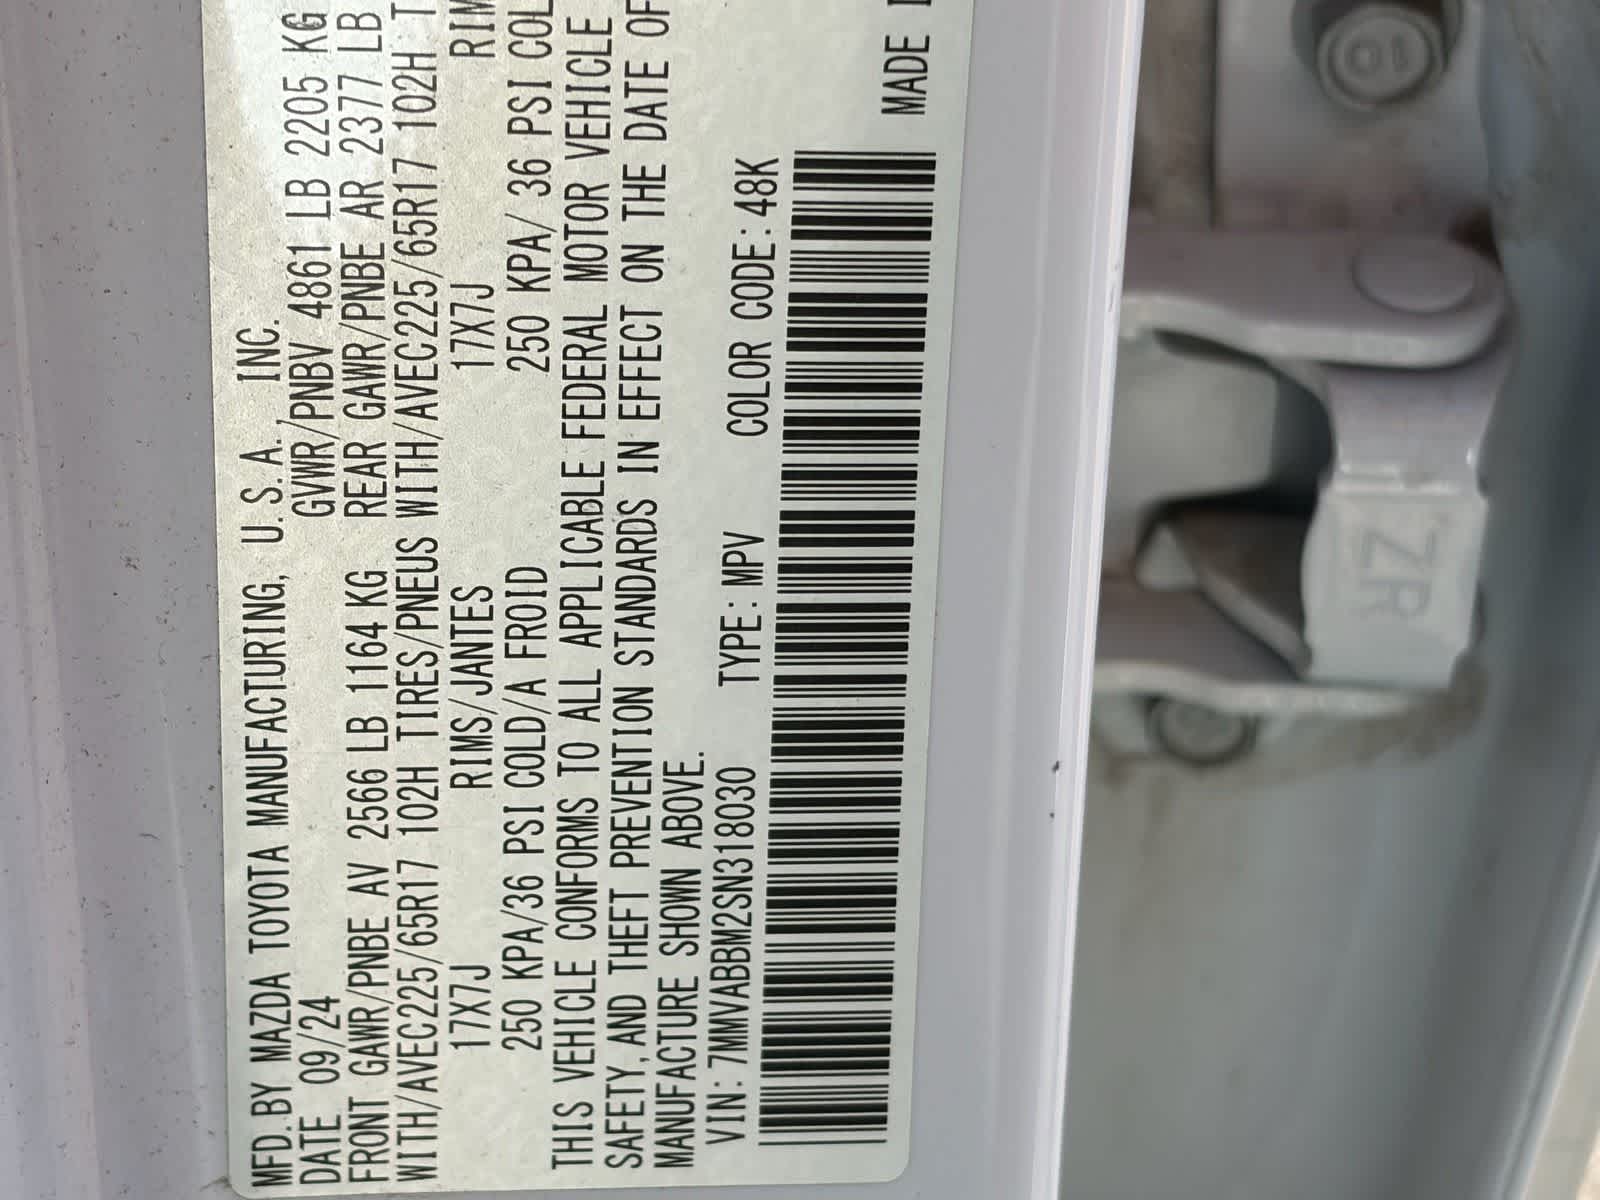 MFD. BY MAZDA TOYOTA MANUFACTURING, U.S.A., INC.
DATE 09/24 GVWR/PNBV 4861 LB 2205 KG
FRONT GAWR/PNBE AV 2566 LB 1164 KG REAR GAWR/PNBE AR 2377 LB
WITH/AVEC225/65R17 102H TIRES/PNEUS WITH/AVEC225/65R17 102H T
17X7J RIMS/JANTES 17X7J RIM
250 KPA/36 PSI COLD/A FROID 250 KPA/ 36 PSI COL
THIS VEHICLE CONFORMS TO ALL APPLICABLE FEDERAL MOTOR VEHICLE
SAFETY, AND THEFT PREVENTION STANDARDS IN EFFECT ON THE DATE OF
MANUFACTURE SHOWN ABOVE.
VIN: 7MMVABBM2SN318030 TYPE: MPV COLOR CODE: 48K
MADE I
ZR
10